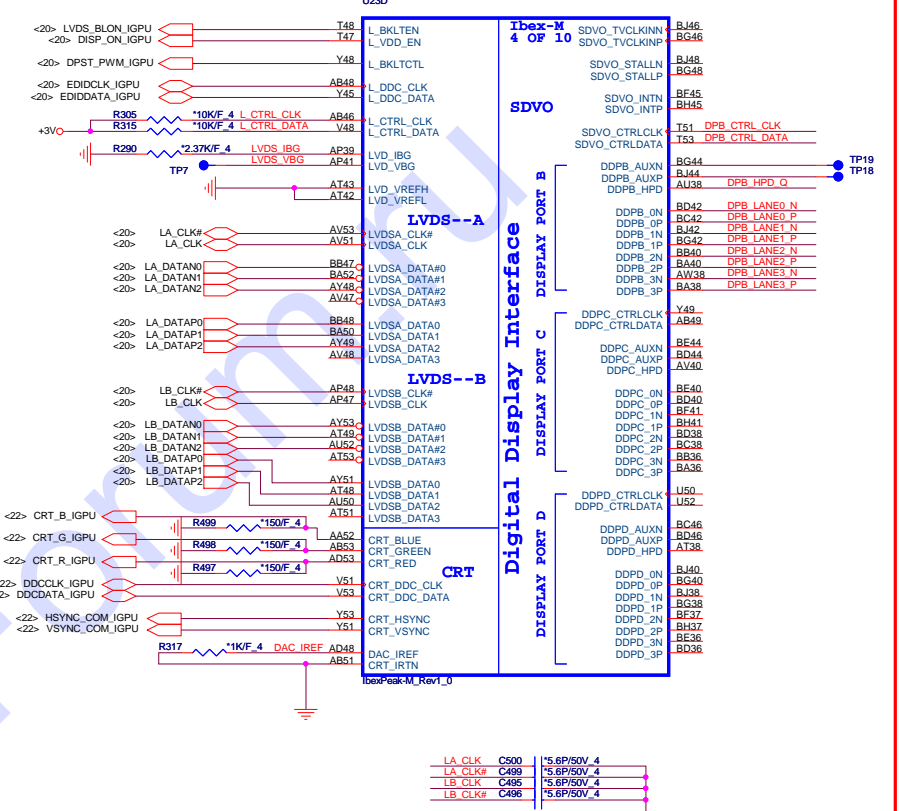 U23D
Ibex-M
4 OF 10
<20> LVDS_BLON_IGPU T48 L_BKLTEN
<20> DISP_ON_IGPU T47 L_VDD_EN
<20> DPST_PWM_IGPU Y48 L_BKLTCTL
<20> EDIDCLK_IGPU AB48 L_DDC_CLK
<20> EDIDDATA_IGPU Y45 L_DDC_DATA
R305 *10K/F_4 L_CTRL_CLK AB46 L_CTRL_CLK
+3V R315 *10K/F_4 L_CTRL_DATA V48 L_CTRL_DATA
R290 *2.37K/F_4 LVDS_IBG AP39 LVD_IBG
TP7 LVDS_VBG AP41 LVD_VBG
AT43 LVD_VREFH
AT42 LVD_VREFL
LVDS--A
<20> LA_CLK# AV53 LVDSA_CLK#
<20> LA_CLK AV51 LVDSA_CLK
<20> LA_DATAN0 BB47 LVDSA_DATA#0
<20> LA_DATAN1 BA52 LVDSA_DATA#1
<20> LA_DATAN2 AY48 LVDSA_DATA#2
AV47 LVDSA_DATA#3
<20> LA_DATAP0 BB48 LVDSA_DATA0
<20> LA_DATAP1 BA50 LVDSA_DATA1
<20> LA_DATAP2 AY49 LVDSA_DATA2
AV48 LVDSA_DATA3
LVDS--B
<20> LB_CLK# AP48 LVDSB_CLK#
<20> LB_CLK AP47 LVDSB_CLK
<20> LB_DATAN0 AY53 LVDSB_DATA#0
<20> LB_DATAN1 AT49 LVDSB_DATA#1
<20> LB_DATAN2 AU52 LVDSB_DATA#2
<20> LB_DATAP0 AT53 LVDSB_DATA#3
<20> LB_DATAP1
<20> LB_DATAP2
AY51 LVDSB_DATA0
AT48 LVDSB_DATA1
AU50 LVDSB_DATA2
AT51 LVDSB_DATA3
<22> CRT_B_IGPU R499 *150/F_4 AA52 CRT_BLUE
<22> CRT_G_IGPU R498 *150/F_4 AB53 CRT_GREEN
<22> CRT_R_IGPU R497 *150/F_4 AD53 CRT_RED
CRT
DDCCLK_IGPU V51 CRT_DDC_CLK
DDCDATA_IGPU V53 CRT_DDC_DATA
<22> HSYNC_COM_IGPU Y53 CRT_HSYNC
<22> VSYNC_COM_IGPU Y51 CRT_VSYNC
R317 *1K/F_4 DAC_IREF AD48 DAC_IREF
AB51 CRT_IRTN
IbexPeak-M_Rev1_0
Digital Display Interface
SDVO
SDVO_TVCLKINN BJ46
SDVO_TVCLKINP BG46
SDVO_STALLN BJ48
SDVO_STALLP BG48
SDVO_INTN BF45
SDVO_INTP BH45
SDVO_CTRLCLK T51 DPB_CTRL_CLK
SDVO_CTRLDATA T53 DPB_CTRL_DATA
DISPLAY PORT B
DDPB_AUXN BG44 TP19
DDPB_AUXP BJ44 TP18
DDPB_HPD AU38 DPB_HPD_Q
DDPB_0N BD42 DPB_LANE0_N
DDPB_0P BC42 DPB_LANE0_P
DDPB_1N BJ42 DPB_LANE1_N
DDPB_1P BG42 DPB_LANE1_P
DDPB_2N BB40 DPB_LANE2_N
DDPB_2P BA40 DPB_LANE2_P
DDPB_3N AW38 DPB_LANE3_N
DDPB_3P BA38 DPB_LANE3_P
DISPLAY PORT C
DDPC_CTRLCLK Y49
DDPC_CTRLDATA AB49
DDPC_AUXN BE44
DDPC_AUXP BD44
DDPC_HPD AV40
DDPC_0N BE40
DDPC_0P BD40
DDPC_1N BF41
DDPC_1P BH41
DDPC_2N BD38
DDPC_2P BC38
DDPC_3N BB36
DDPC_3P BA36
DISPLAY PORT D
DDPD_CTRLCLK U50
DDPD_CTRLDATA U52
DDPD_AUXN BC46
DDPD_AUXP BD46
DDPD_HPD AT38
DDPD_0N BJ40
DDPD_0P BG40
DDPD_1N BJ38
DDPD_1P BG38
DDPD_2N BF37
DDPD_2P BH37
DDPD_3N BE36
DDPD_3P BD36
LA_CLK C500 *5.6P/50V_4
LA_CLK# C499 *5.6P/50V_4
LB_CLK C495 *5.6P/50V_4
LB_CLK# C496 *5.6P/50V_4
orum.ru